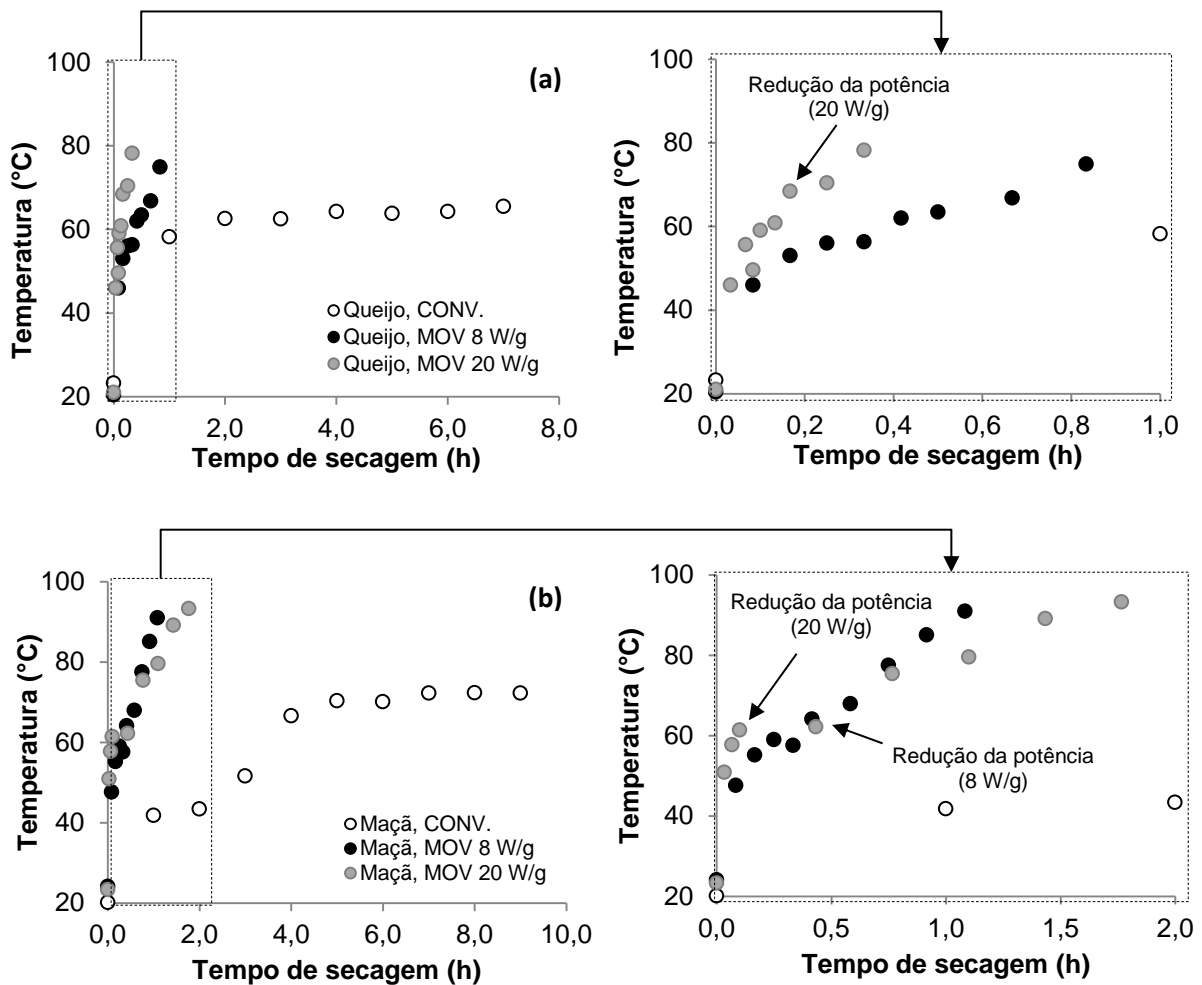 (a)
100
80
60
40
20
Temperatura (°C)
0,0 2,0 4,0 6,0 8,0
Tempo de secagem (h)
Queijo, CONV.
Queijo, MOV 8 W/g
Queijo, MOV 20 W/g
100
80
60
40
20
Temperatura (°C)
0,0 0,2 0,4 0,6 0,8 1,0
Tempo de secagem (h)
Redução da potência
(20 W/g)
(b)
100
80
60
40
20
Temperatura (°C)
0,0 2,0 4,0 6,0 8,0 10,0
Tempo de secagem (h)
Maçã, CONV.
Maçã, MOV 8 W/g
Maçã, MOV 20 W/g
100
80
60
40
20
Temperatura (°C)
0,0 0,5 1,0 1,5 2,0
Tempo de secagem (h)
Redução da potência
(20 W/g)
Redução da potência
(8 W/g)